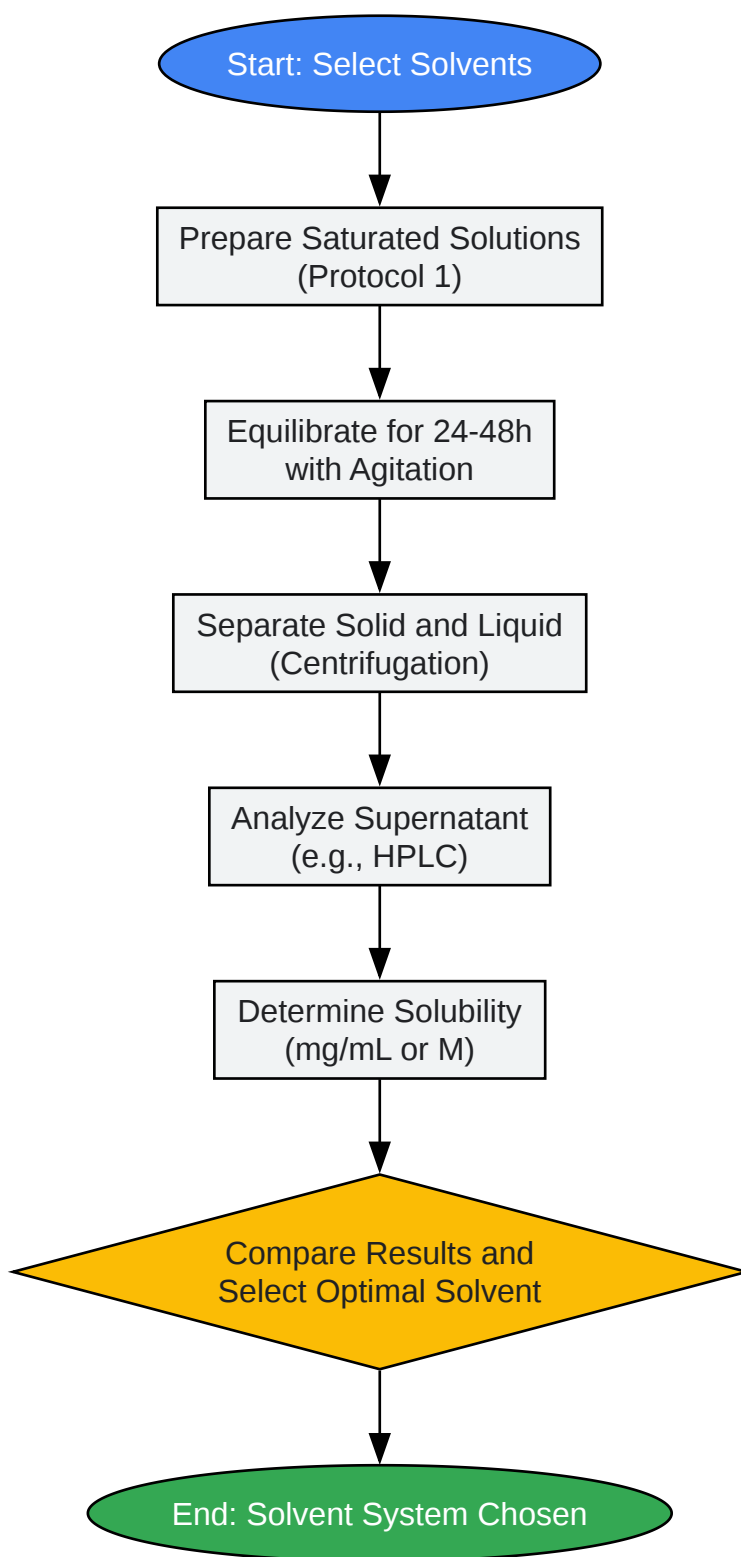 Start: Select Solvents
Prepare Saturated Solutions
(Protocol 1)
Equilibrate for 24-48h
with Agitation
Separate Solid and Liquid
(Centrifugation)
Analyze Supernatant
(e.g., HPLC)
Determine Solubility
(mg/mL or M)
Compare Results and
Select Optimal Solvent
End: Solvent System Chosen